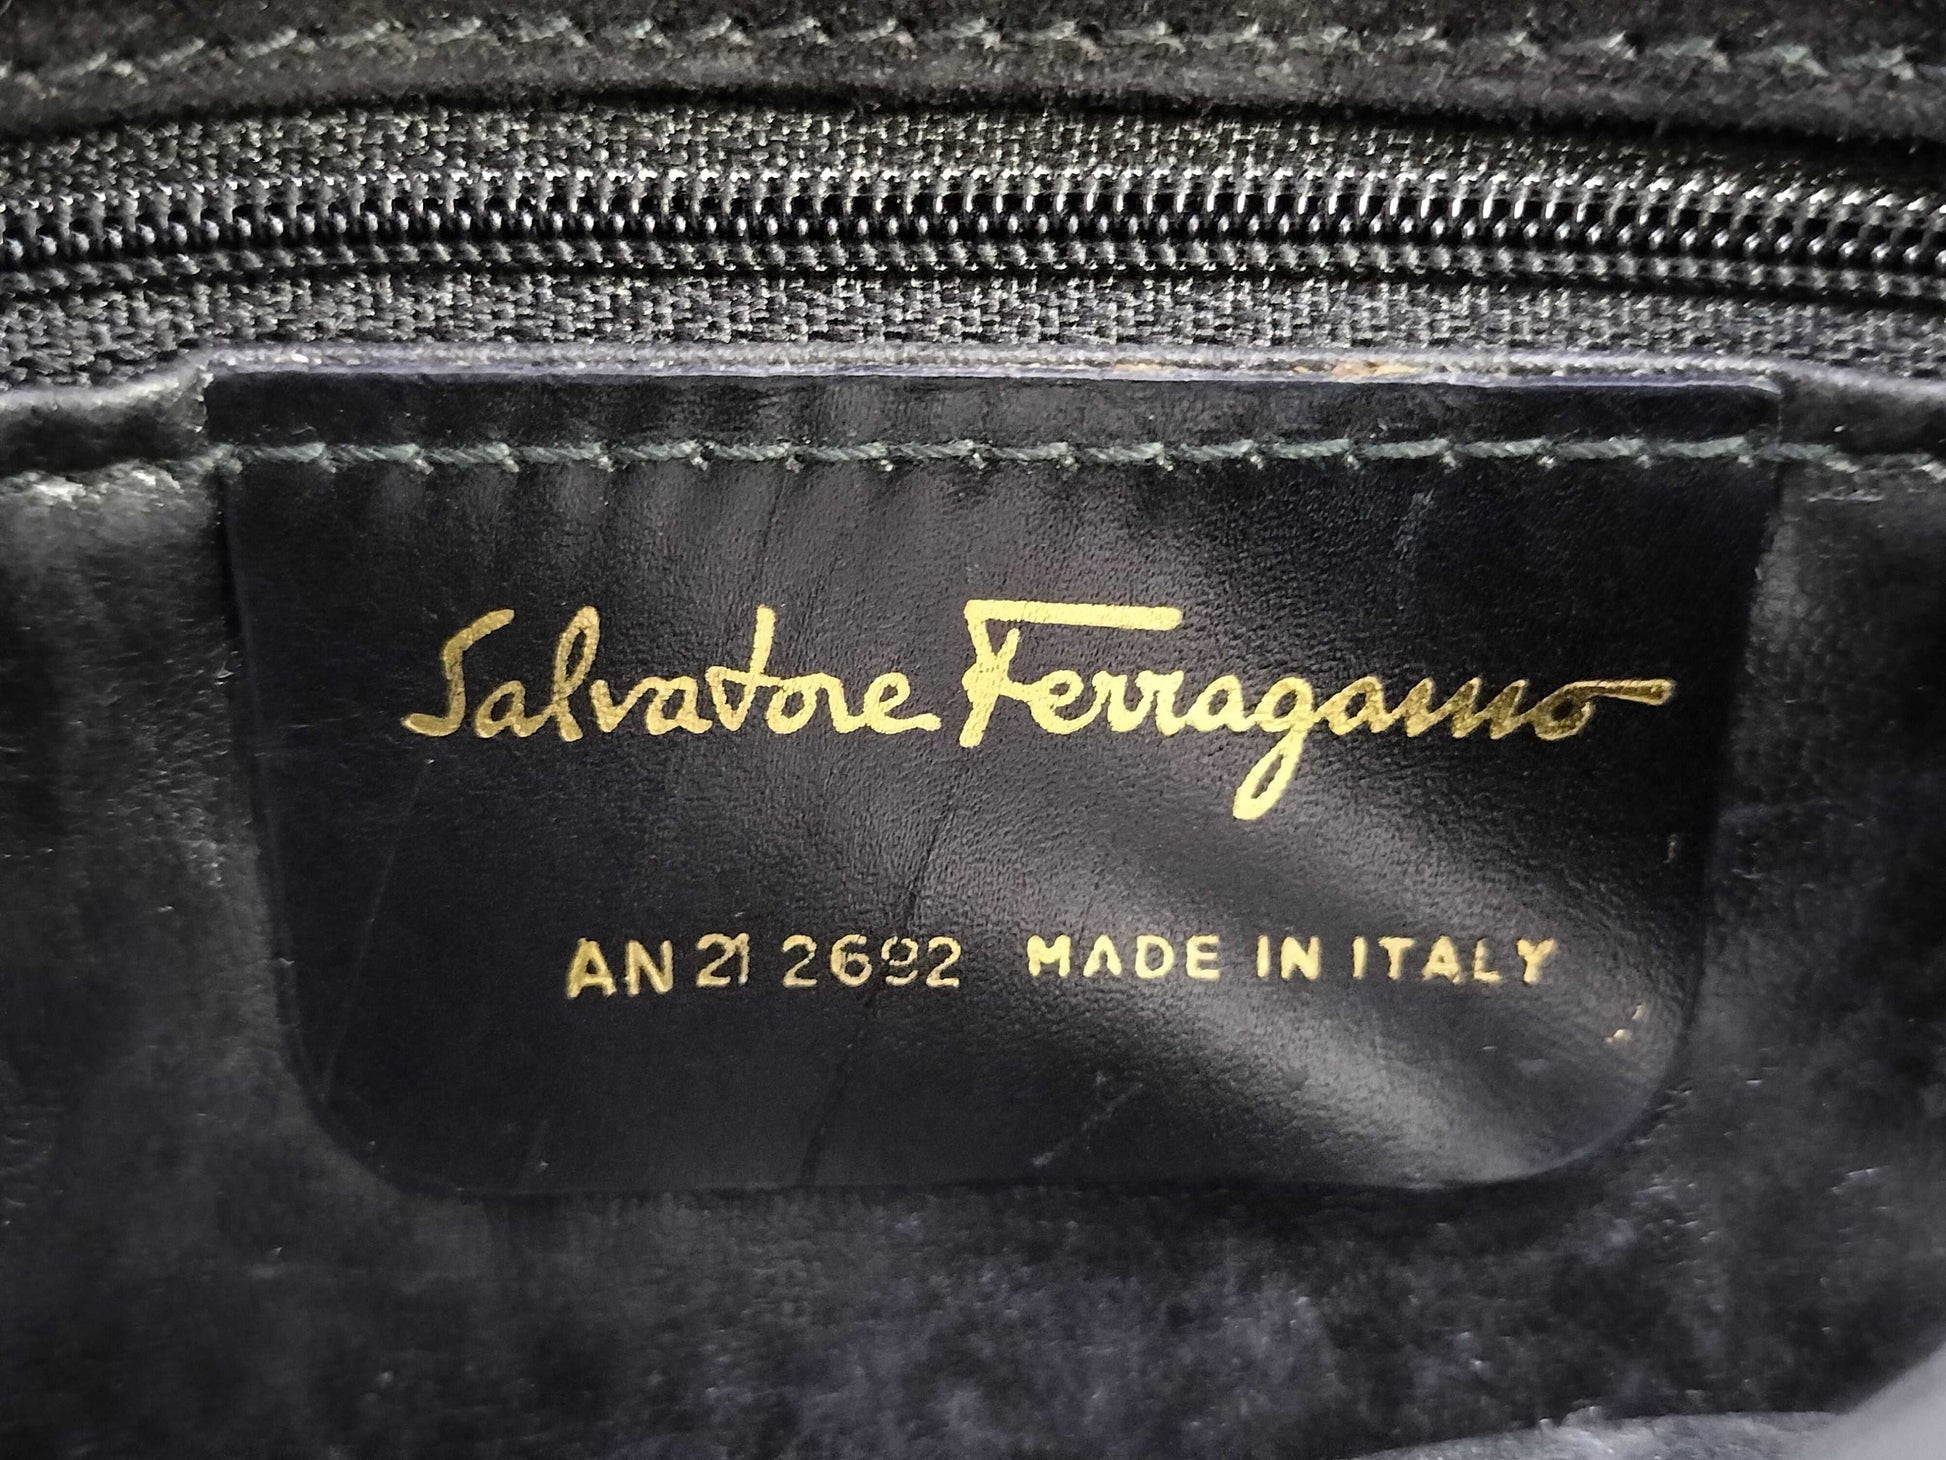 Salvatore Ferragamo
AN 21 2692 MADE IN ITALY